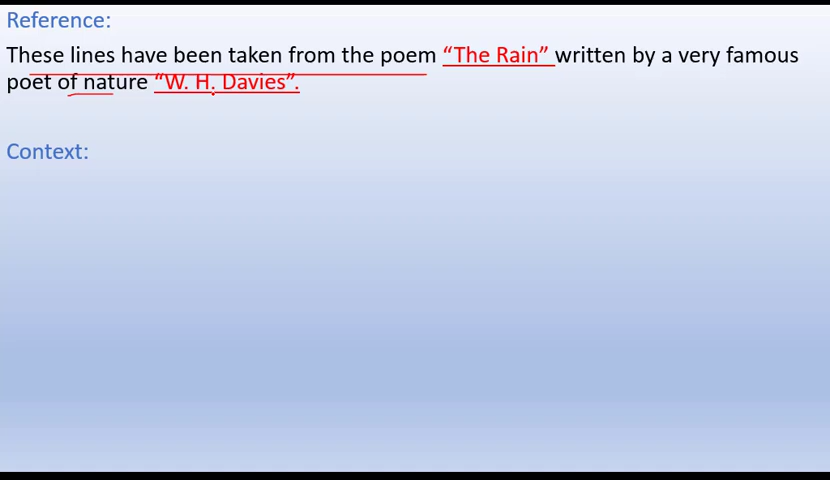 Reference:
These lines have been taken from the poem “The Rain” written by a very famous
poet of nature “W. H. Davies”.
Context: